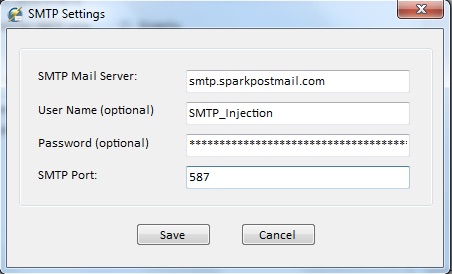 SMTP Settings
SMTP Mail Server: smtp.sparkpostmail.com
User Name (optional) SMTP_Injection
Password (optional) *************************************
SMTP Port: 587
Save Cancel